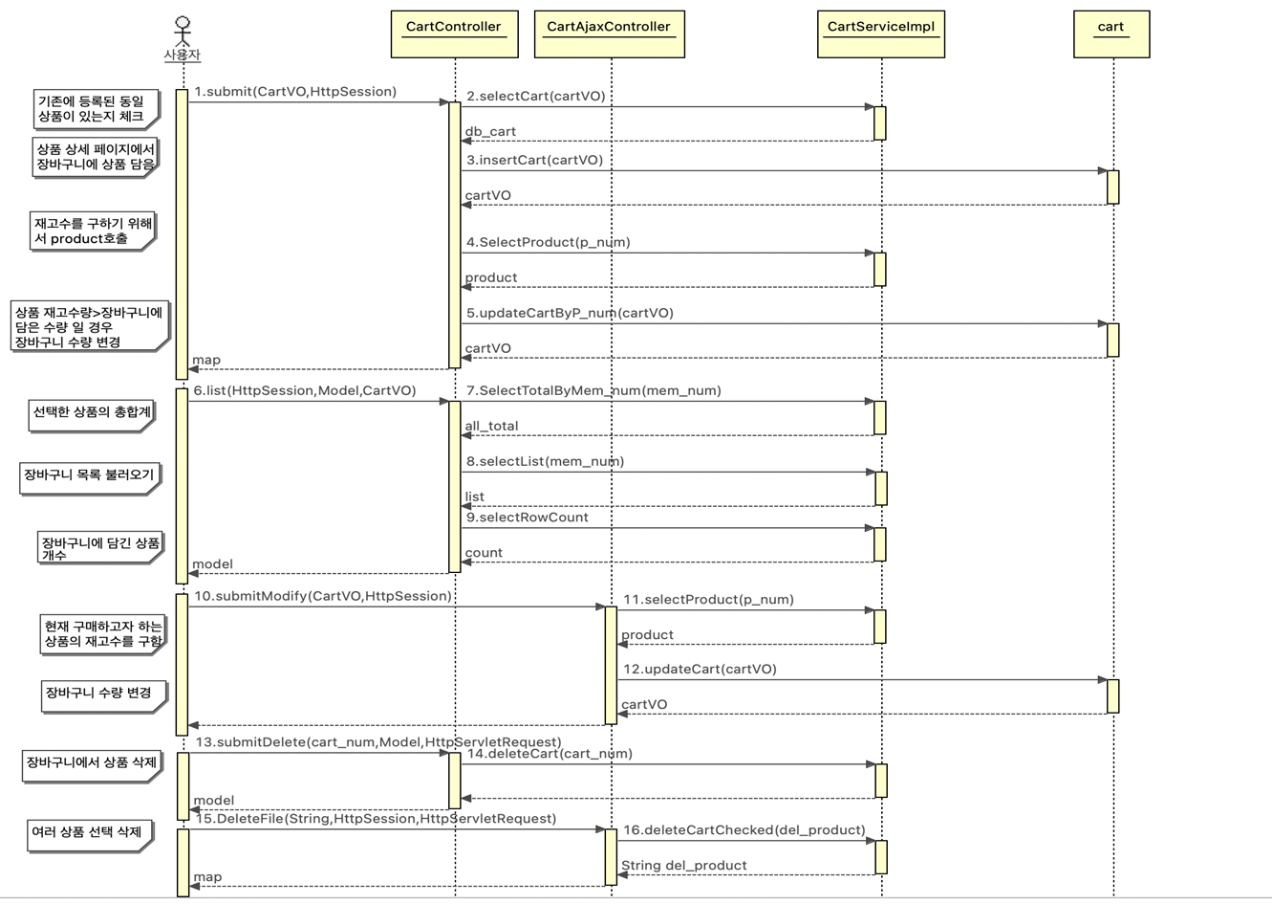 CartController
CartAjaxController
CartServiceImpl
cart
사용자
기존에 등록된 동일
상품이 있는지 체크
1.submit(CartVO,HttpSession)
2.selectCart(cartVO)
db_cart
상품 상세 페이지에서
장바구니에 상품 담음
3.insertCart(cartVO)
cartVO
재고수를 구하기 위해
서 product호출
4.SelectProduct(p_num)
product
상품 재고수량>장바구니에
담은 수량 일 경우
장바구니 수량 변경
5.updateCartByP_num(cartVO)
cartVO
map
6.list(HttpSession,Model,CartVO)
7.SelectTotalByMem_num(mem_num)
선택한 상품의 총합계
all_total
장바구니 목록 불러오기
8.selectList(mem_num)
list
9.selectRowCount
장바구니에 담긴 상품
개수
count
model
10.submitModify(CartVO,HttpSession)
11.selectProduct(p_num)
현재 구매하고자 하는
상품의 재고수를 구함
product
12.updateCart(cartVO)
장바구니 수량 변경
cartVO
13.submitDelete(cart_num,Model,HttpServletRequest)
14.deleteCart(cart_num)
장바구니에서 상품 삭제
model
15.DeleteFile(String,HttpSession,HttpServletRequest)
16.deleteCartChecked(del_product)
여러 상품 선택 삭제
String del_product
map